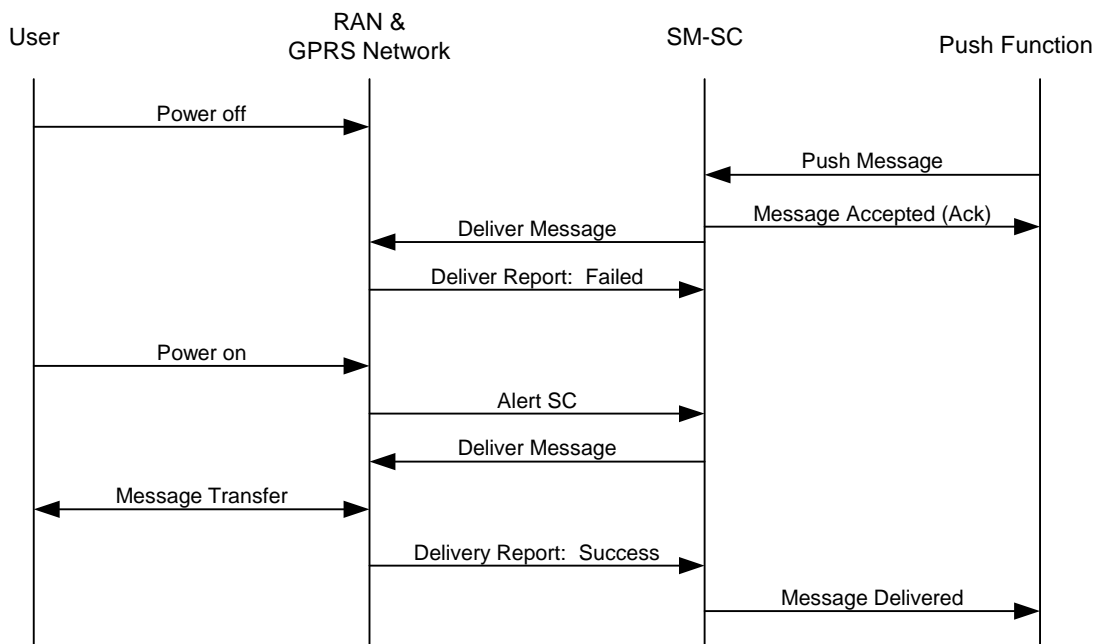 User
RAN &
GPRS Network
SM-SC
Push Function
Power off
Push Message
Message Accepted (Ack)
Deliver Message
Deliver Report:  Failed
Power on
Alert SC
Deliver Message
Message Transfer
Delivery Report:  Success
Message Delivered